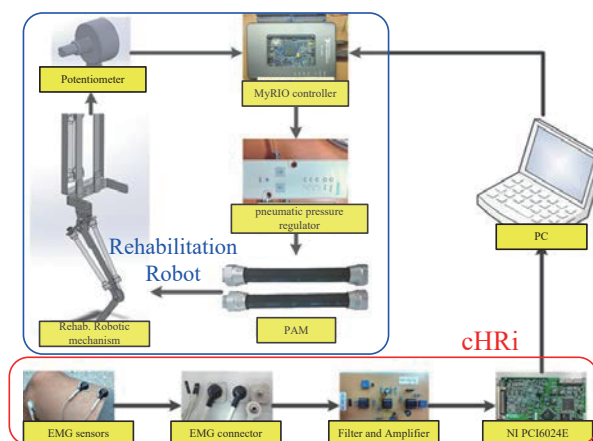 Potentiometer
MyRIO controller
pneumatic pressure
regulator
PC
Rehabilitation
Robot
Rehab. Robotic
mechanism
PAM
cHRi
EMG sensors
EMG connector
Filter and Amplifier
NI PCI6024E